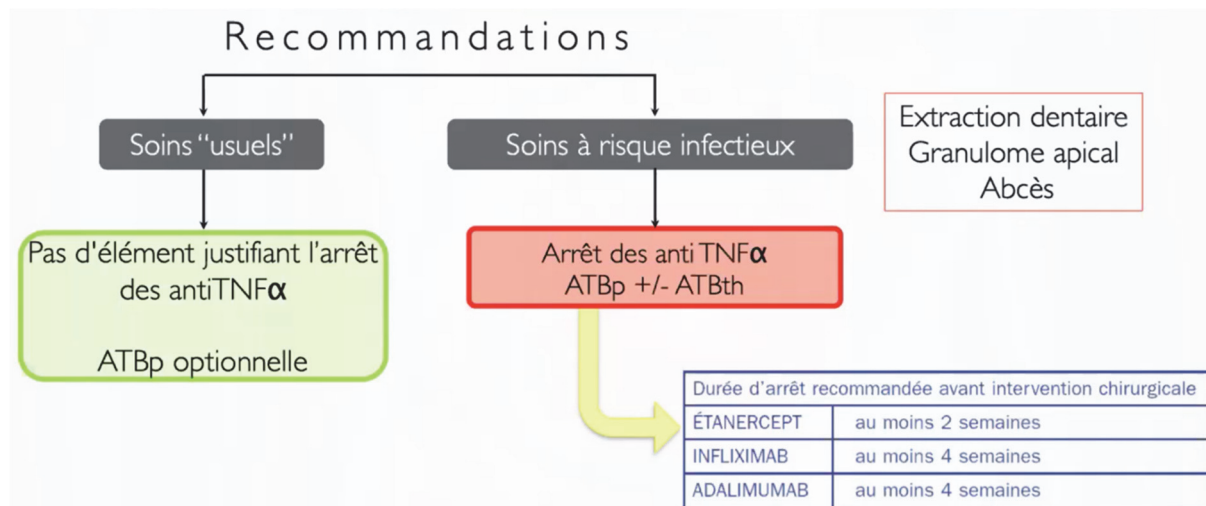 Recommandations
Soins “usuels”
Pas d'élément justifiant l'arrêt
des antiTNFα
ATBp optionnelle
Soins à risque infectieux
Arrêt des anti TNFα
ATBp +/- ATBth
Extraction dentaire
Granulome apical
Abcès
Durée d'arrêt recommandée avant intervention chirurgicale
ÉTANERCEPT au moins 2 semaines
INFLIXIMAB au moins 4 semaines
ADALIMUMAB au moins 4 semaines